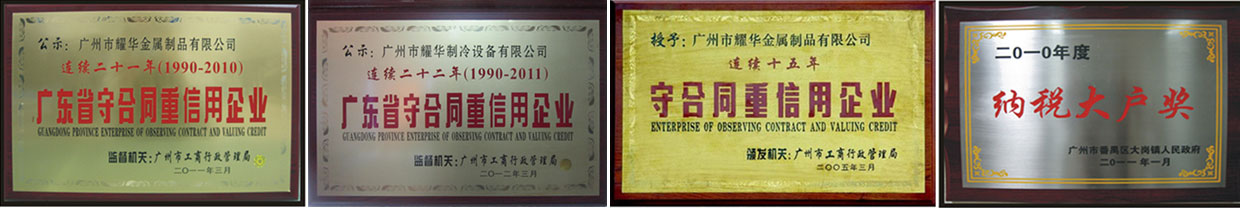 公示：广州市耀华金属制品有限公司
连续二十一年(1990-2010)
广东省守合同重信用企业
GUANGDONG PROVINCE ENTERPRISE OF OBSERVING CONTRACT AND VALUING CREDIT
监督机关：广州市工商行政管理局
二〇一一年三月
公示：广州市耀华制冷设备有限公司
连续二十二年(1990-2011)
广东省守合同重信用企业
GUANGDONG PROVINCE ENTERPRISE OF OBSERVING CONTRACT AND VALUING CREDIT
监督机关：广州市工商行政管理局
二〇一二年三月
授予：广州市耀华金属制品有限公司
连续十五年
守合同重信用企业
ENTERPRISE OF OBSERVING CONTRACT AND VALUING CREDIT
颁发机关：广州市工商行政管理局
二〇〇五年三月
二〇一〇年度
纳税大户奖
广州市番禺区大岗镇人民政府
二〇一一年一月